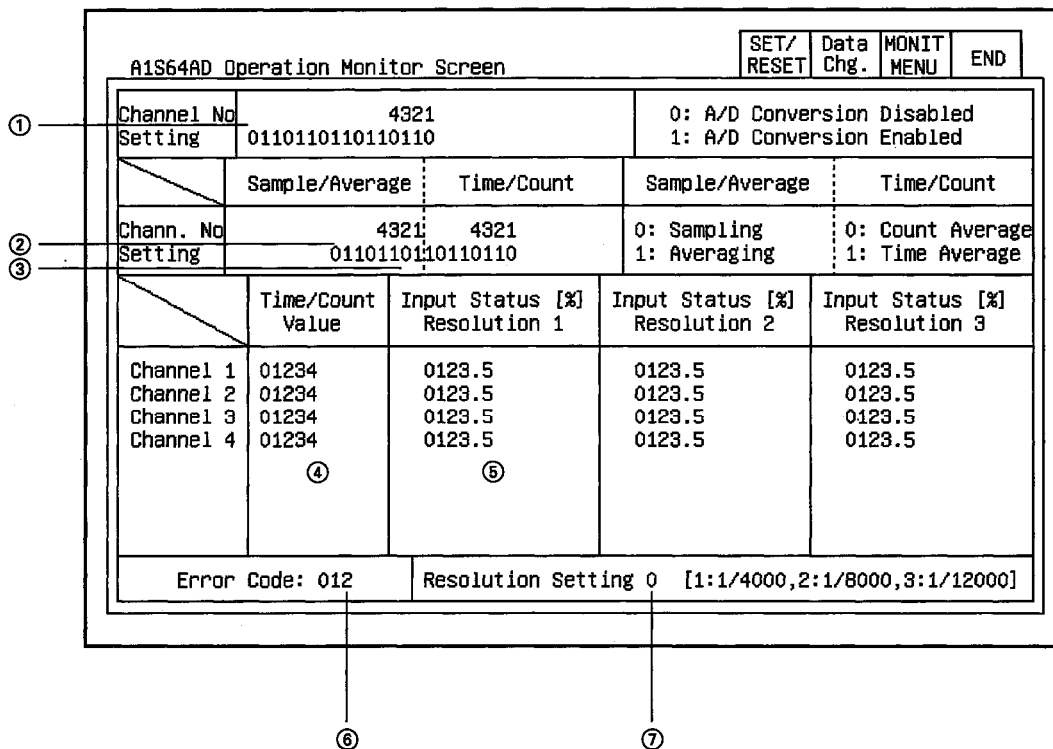 A1S64AD Operation Monitor Screen
SET/ RESET
Data Chg.
MONIT MENU
END
①
Channel No 4321
Setting 0110110110110110
0: A/D Conversion Disabled
1: A/D Conversion Enabled
Sample/Average Time/Count Sample/Average Time/Count
Chann. No 4321 4321 0: Sampling 0: Count Average
②
Setting 0110110110110110 1: Averaging 1: Time Average
③
Time/Count Input Status [%] Input Status [%] Input Status [%]
Value Resolution 1 Resolution 2 Resolution 3
Channel 1 01234 0123.5 0123.5 0123.5
Channel 2 01234 0123.5 0123.5 0123.5
Channel 3 01234 0123.5 0123.5 0123.5
Channel 4 01234 0123.5 0123.5 0123.5
④ ⑤
Error Code: 012 Resolution Setting 0 [1:1/4000,2:1/8000,3:1/12000]
⑥ ⑦